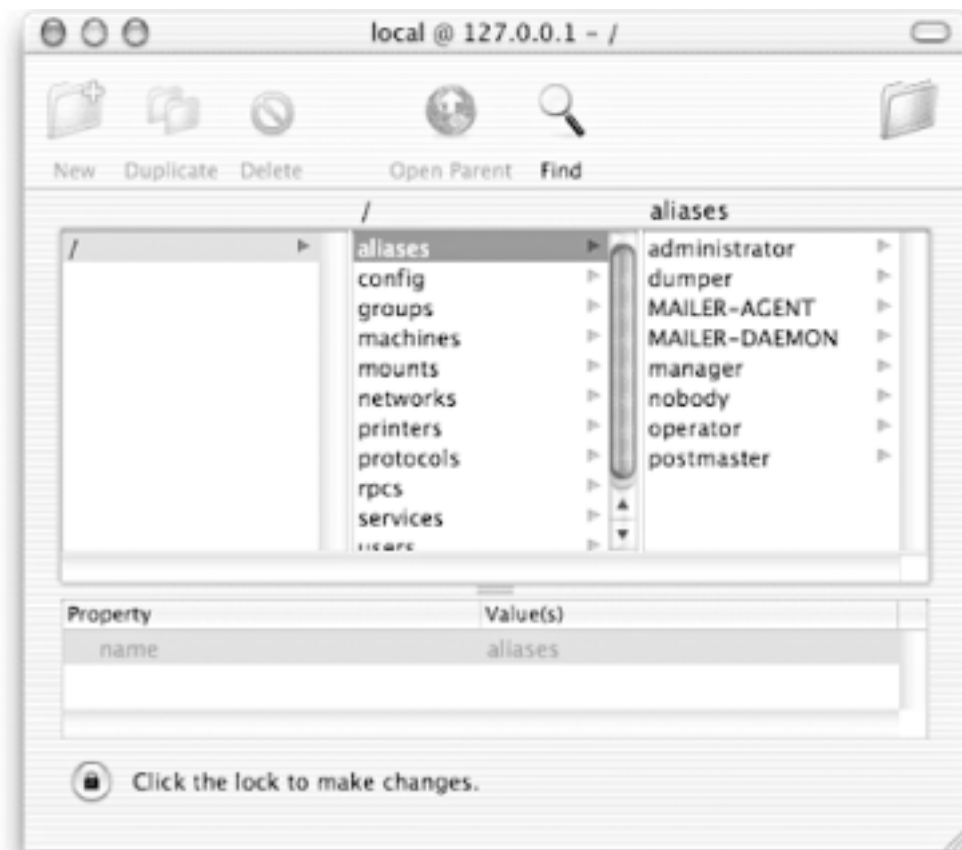 local @ 127.0.0.1 - /
New Duplicate Delete Open Parent Find
/ aliases
/
aliases
config
groups
machines
mounts
networks
printers
protocols
rpcs
services
users
administrator
dumper
MAILER-AGENT
MAILER-DAEMON
manager
nobody
operator
postmaster
Property Value(s)
name aliases
Click the lock to make changes.